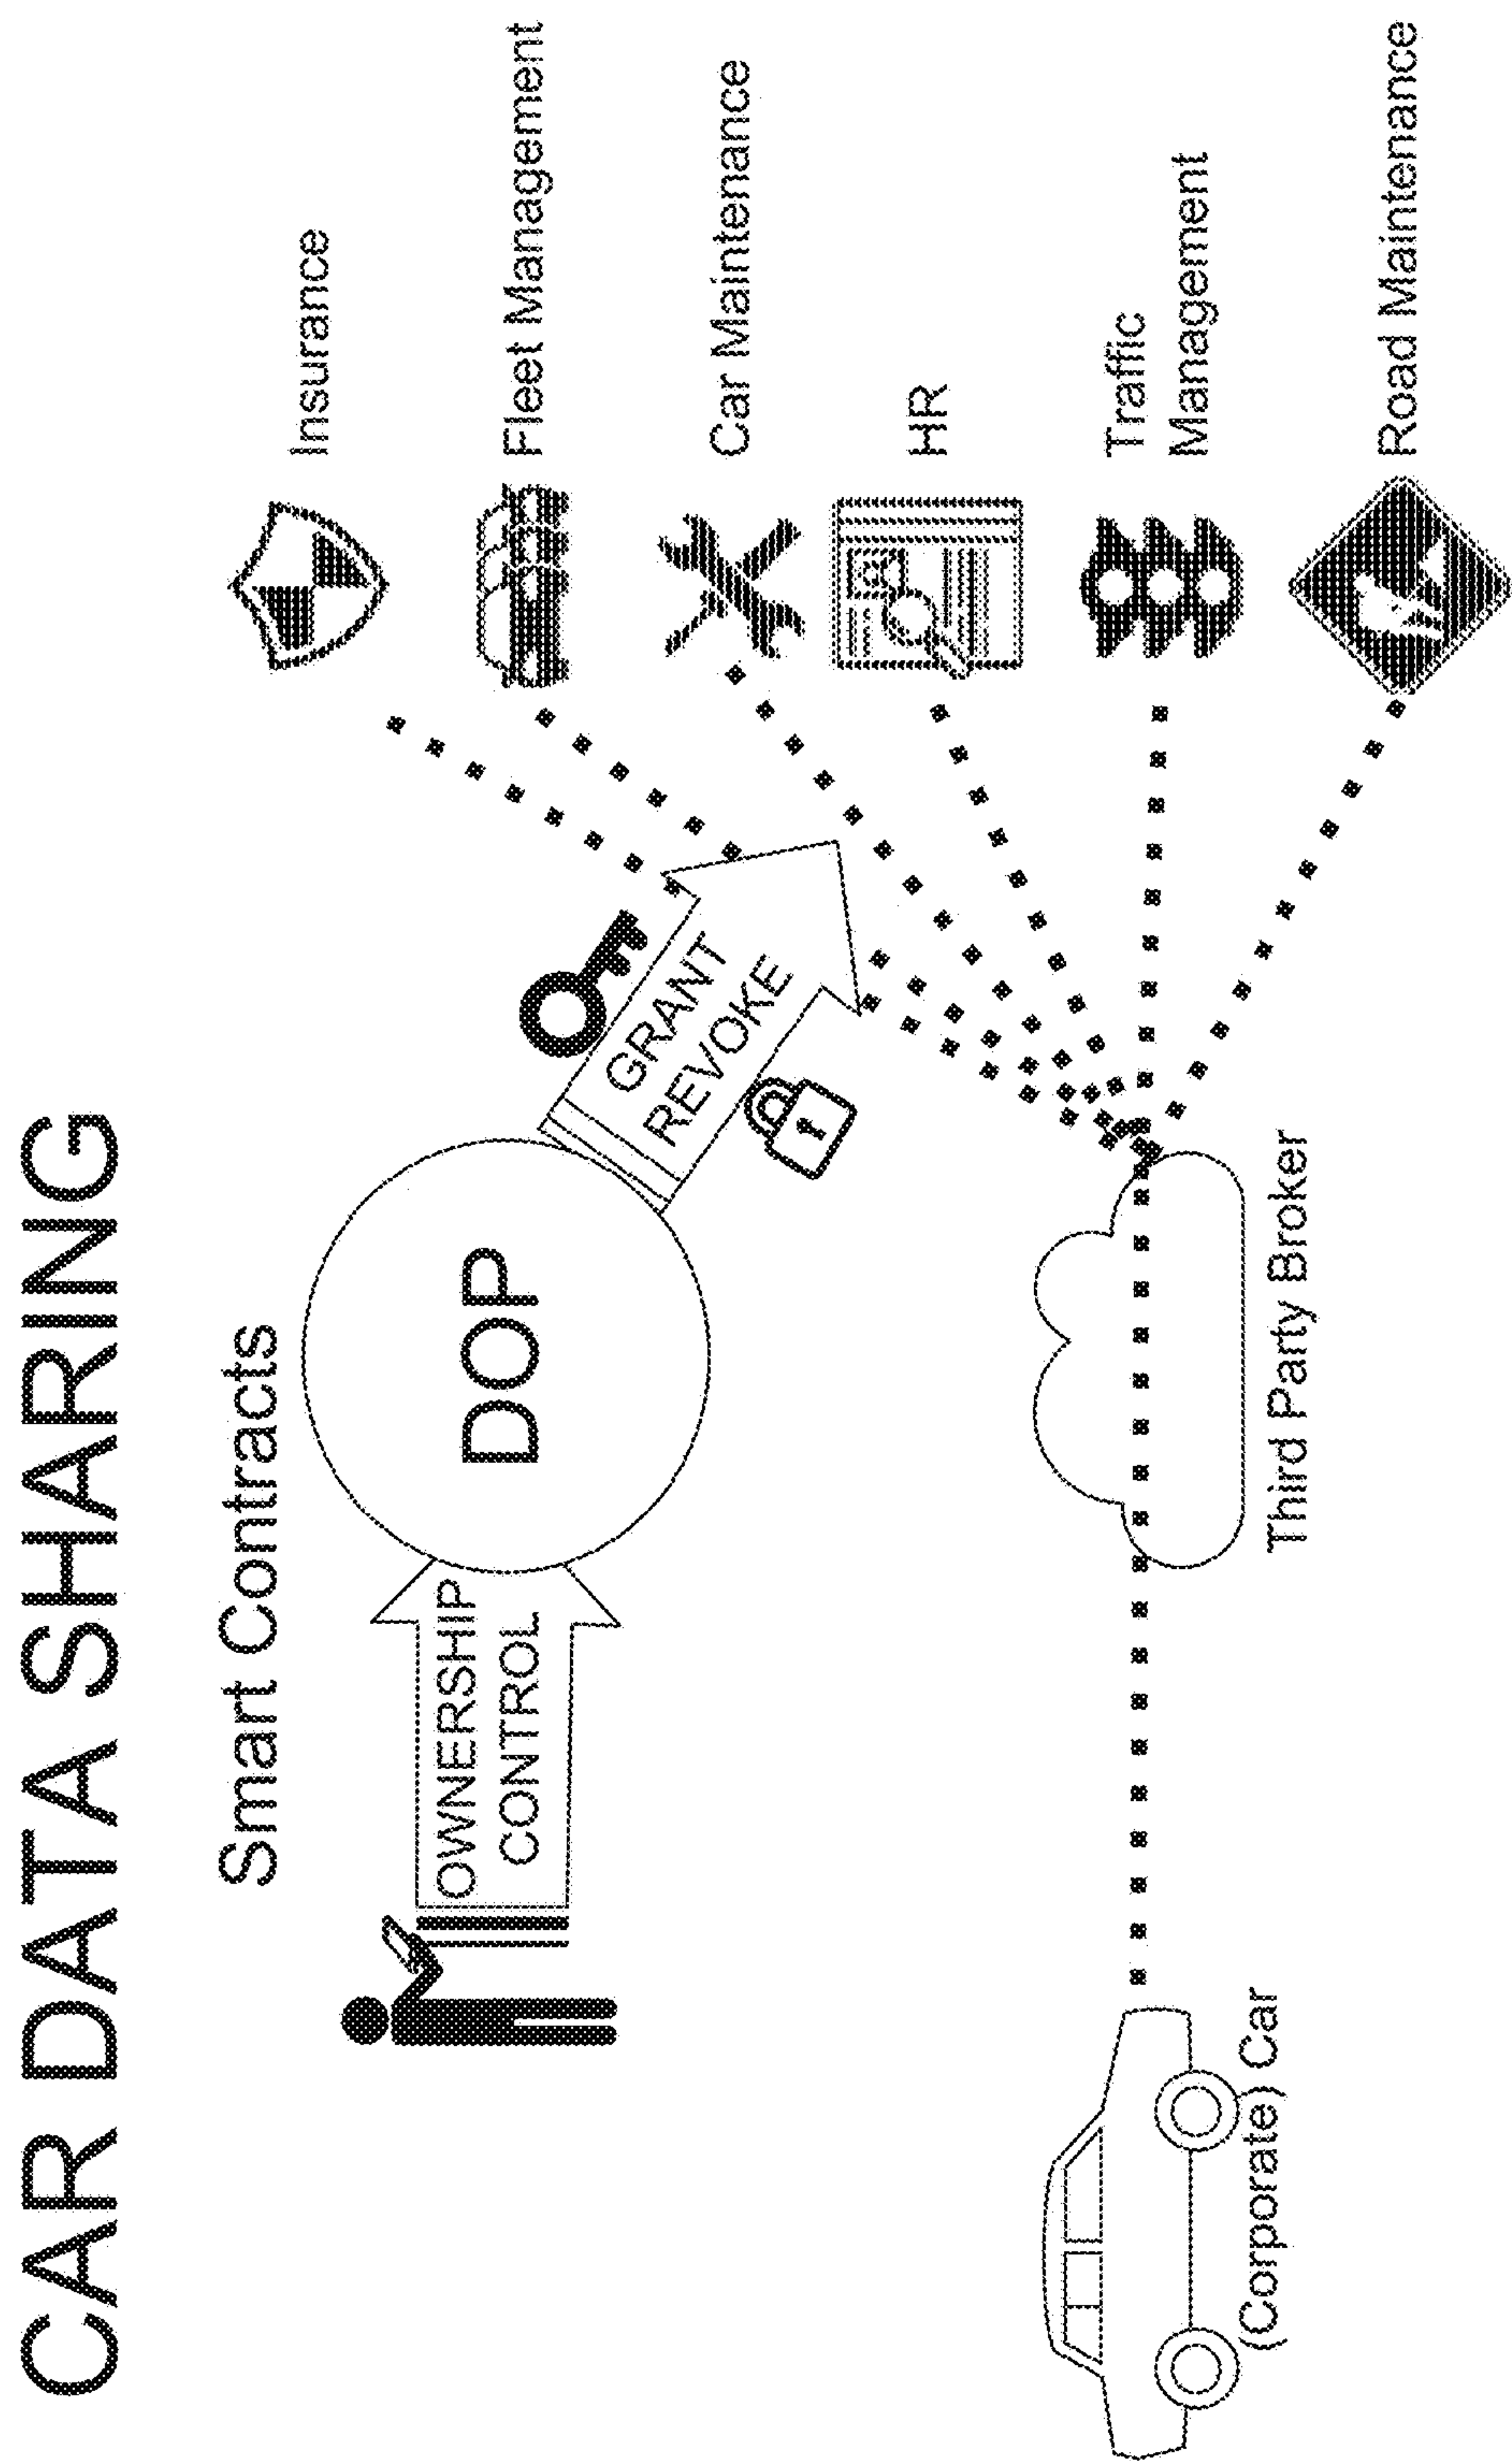 CAR DATA SHARING
Smart Contracts
OWNERSHIP
CONTROL
DOP
GRANT
REVOKE
Insurance
Fleet Management
Car Maintenance
HR
Traffic
Management
Road Maintenance
(Corporate) Car
Third Party Broker